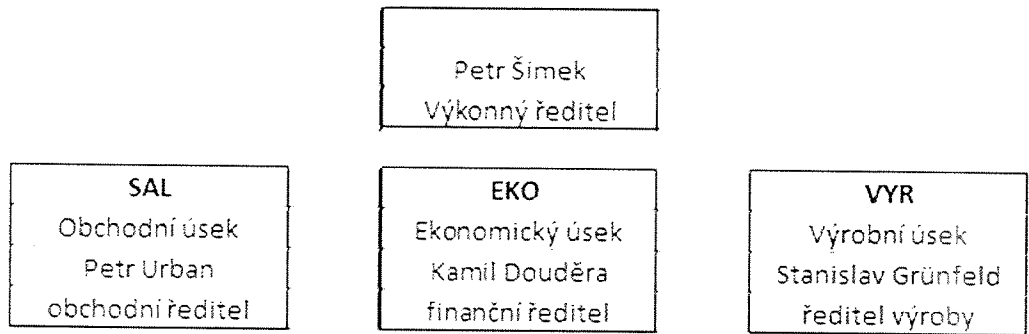 Petr Šimek
Výkonný ředitel
SAL
Obchodní úsek
Petr Urban
obchodní ředitel
EKO
Ekonomický úsek
Kamil Douděra
finanční ředitel
VYR
Výrobní úsek
Stanislav Grünfeld
ředitel výroby